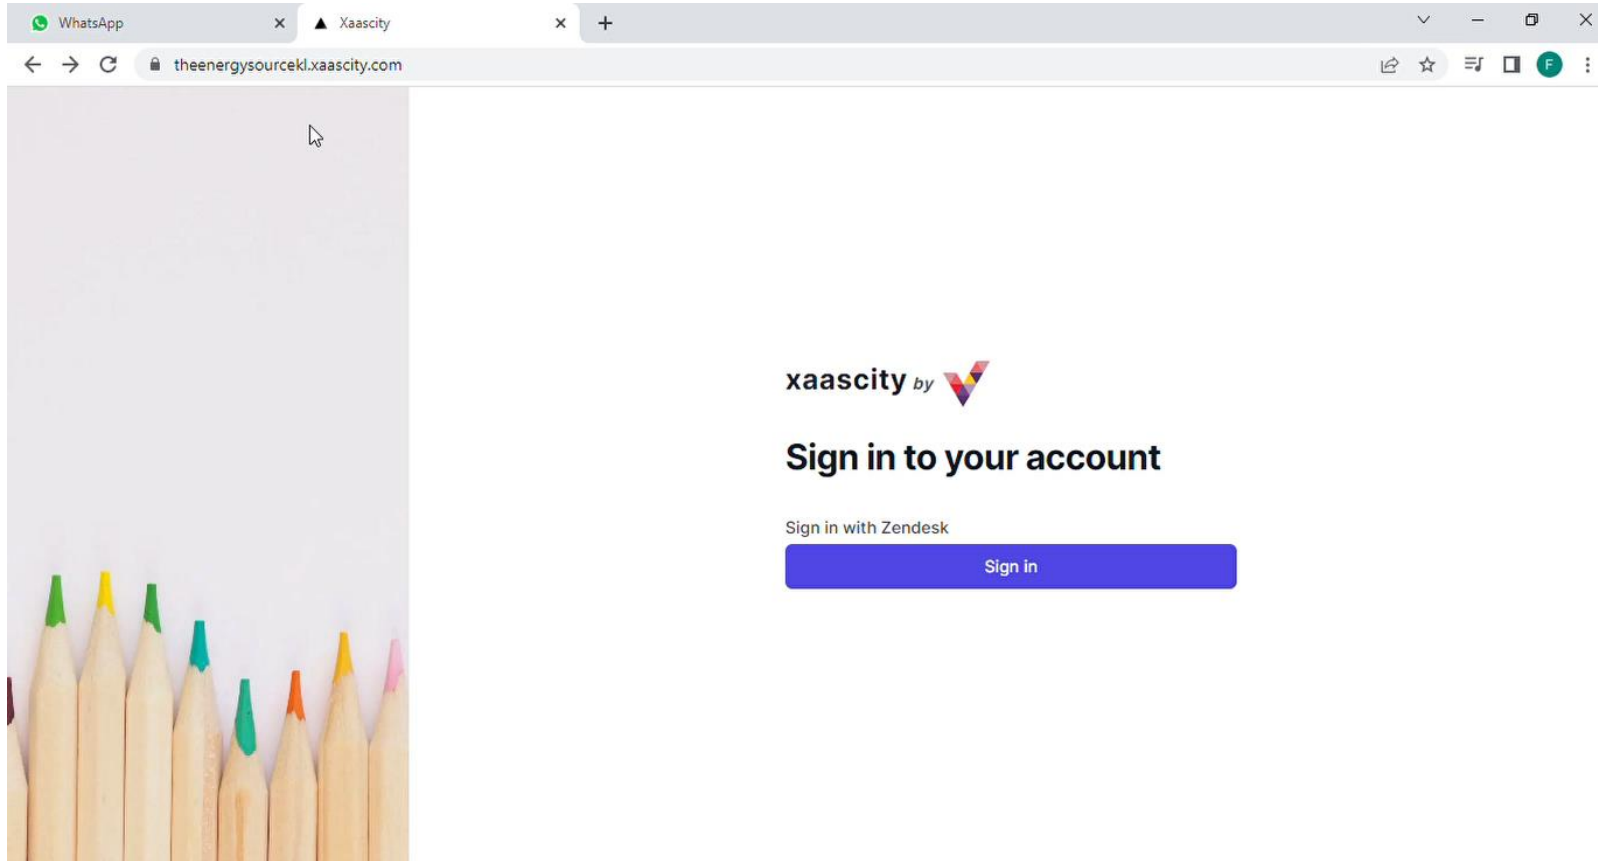 WhatsApp
Xaascity
theenergysourcekl.xaascity.com
F
xaascity by
Sign in to your account
Sign in with Zendesk
Sign in